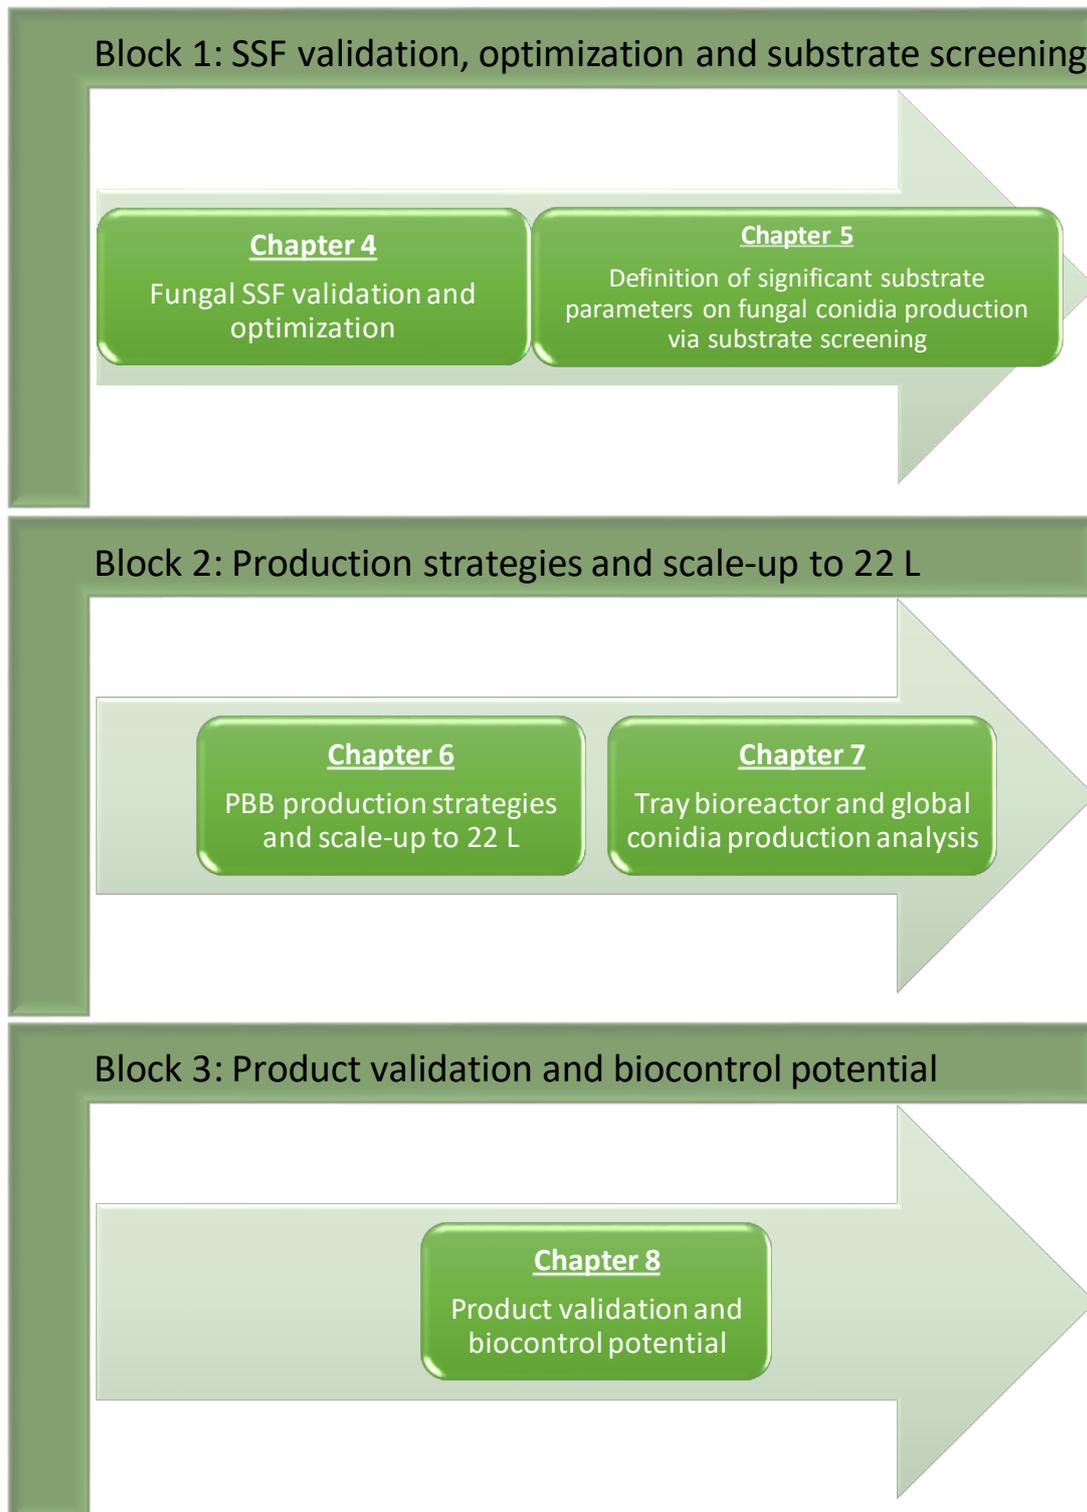 Block 1: SSF validation, optimization and substrate screening
Chapter 4
Fungal SSF validation and
optimization
Chapter 5
Definition of significant substrate
parameters on fungal conidia production
via substrate screening
Block 2: Production strategies and scale-up to 22 L
Chapter 6
PBB production strategies
and scale-up to 22 L
Chapter 7
Tray bioreactor and global
conidia production analysis
Block 3: Product validation and biocontrol potential
Chapter 8
Product validation and
biocontrol potential